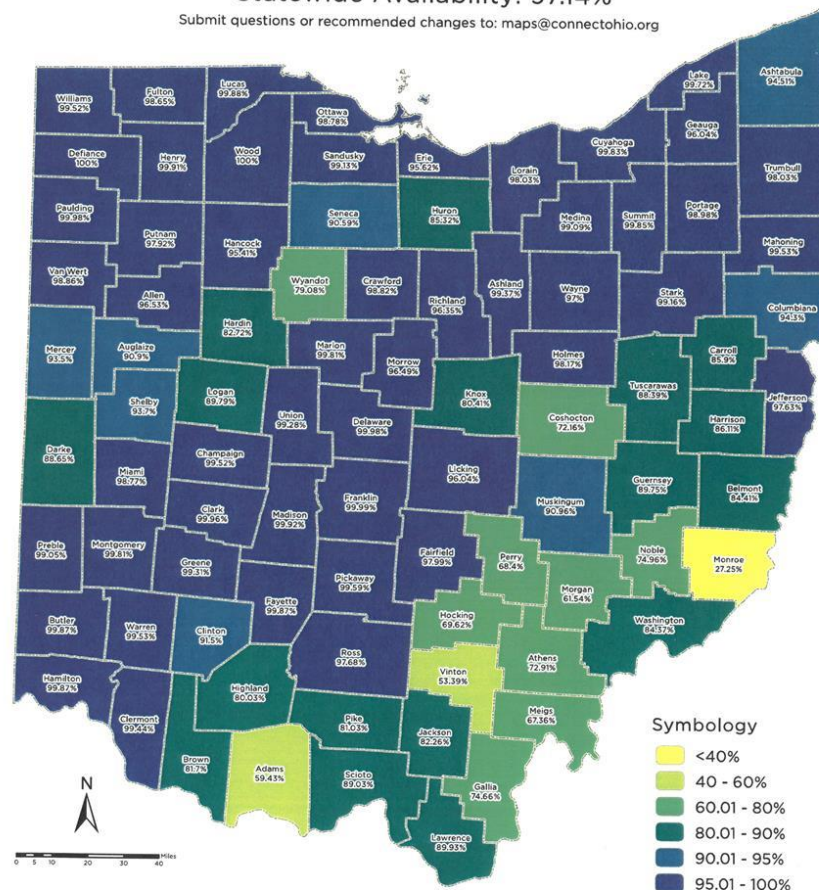 Statewide Availability:
Submit questions or recommended changes to: maps@connectohio.org
Williams
99.52%
Fulton
98.65%
Lucas
99.88%
Ottawa
98.78%
Lake
99.72%
Ashtabula
94.51%
Geauga
96.04%
Cuyahoga
99.83%
Defiance
100%
Henry
99.91%
Wood
100%
Sandusky
99.13%
Erie
95.62%
Lorain
98.03%
Trumbull
98.03%
Paulding
99.98%
Putnam
97.92%
Hancock
95.41%
Seneca
90.59%
Huron
85.32%
Medina
99.09%
Summit
99.85%
Portage
98.98%
Mahoning
99.53%
Van Wert
98.86%
Allen
96.53%
Wyandot
79.08%
Crawford
98.82%
Richland
96.35%
Ashland
99.37%
Wayne
97%
Stark
99.16%
Columbiana
94.3%
Mercer
93.5%
Auglaize
90.9%
Hardin
82.72%
Marion
99.81%
Morrow
96.49%
Holmes
98.17%
Carroll
85.9%
Tuscarawas
88.39%
Jefferson
97.63%
Shelby
93.7%
Logan
89.79%
Union
99.28%
Delaware
99.98%
Knox
80.41%
Coshocton
72.16%
Harrison
86.11%
Darke
88.65%
Miami
98.77%
Champaign
99.52%
Licking
96.04%
Muskingum
90.96%
Guernsey
89.75%
Belmont
84.41%
Clark
99.96%
Madison
99.92%
Franklin
99.99%
Preble
99.05%
Montgomery
99.81%
Greene
99.31%
Pickaway
99.59%
Fairfield
97.99%
Perry
68.4%
Morgan
61.54%
Noble
74.96%
Monroe
27.25%
Butler
99.87%
Warren
99.53%
Clinton
91.5%
Fayette
99.87%
Ross
97.68%
Hocking
69.62%
Athens
72.91%
Washington
84.37%
Hamilton
99.87%
Clermont
99.44%
Highland
80.03%
Pike
81.03%
Vinton
53.39%
Jackson
82.26%
Meigs
67.36%
Brown
81.7%
Adams
59.43%
Scioto
89.03%
Gallia
74.66%
Lawrence
89.93%
N
0 5 10 20 30 40 Miles
Symbology
<40%
40 - 60%
60.01 - 80%
80.01 - 90%
90.01 - 95%
95.01 - 100%